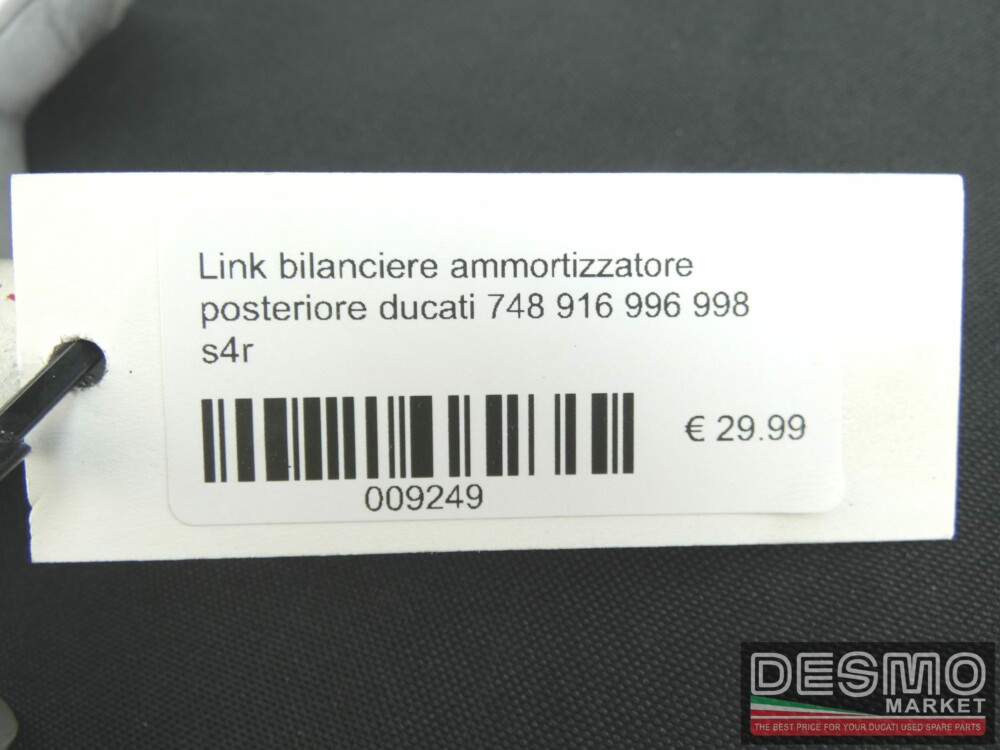 Link bilanciere ammortizzatore
posteriore ducati 748 916 996 998
s4r
€ 29.99
009249
DESMO
MARKET
THE BEST PRICE FOR YOUR DUCATI USED SPARE PARTS